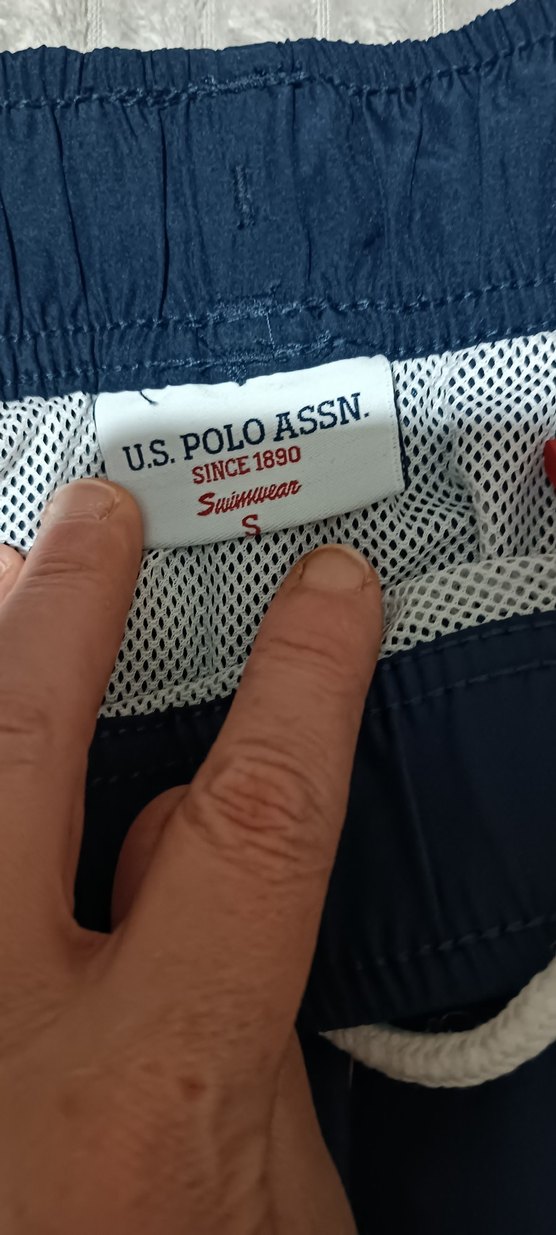 U.S. POLO ASSN.
SINCE 1890
Swimwear
S